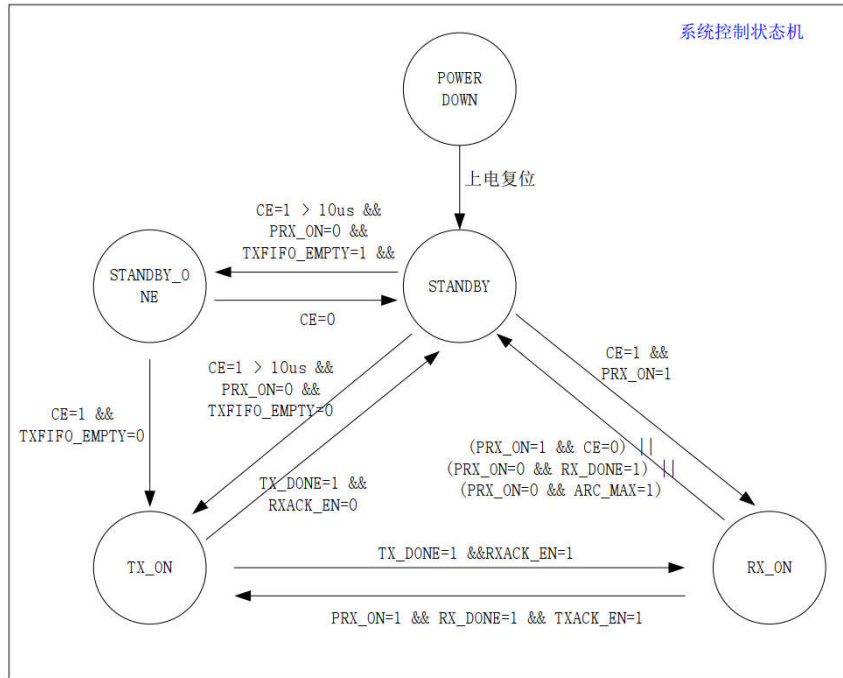 系统控制状态机
POWER
DOWN
上电复位
CE=1 > 10us &&
PRX_ON=0 &&
TXFIFO_EMPTY=1 &&
STANDBY_O
NE
STANDBY
CE=0
CE=1 > 10us &&
PRX_ON=0 &&
TXFIFO_EMPTY=0
CE=1 &&
PRX_ON=1
CE=1 &&
TXFIFO_EMPTY=0
(PRX_ON=1 && CE=0) ||
(PRX_ON=0 && RX_DONE=1) ||
(PRX_ON=0 && ARC_MAX=1)
TX_DONE=1 &&
RXACK_EN=0
TX_ON
TX_DONE=1 &&RXACK_EN=1
RX_ON
PRX_ON=1 && RX_DONE=1 && TXACK_EN=1